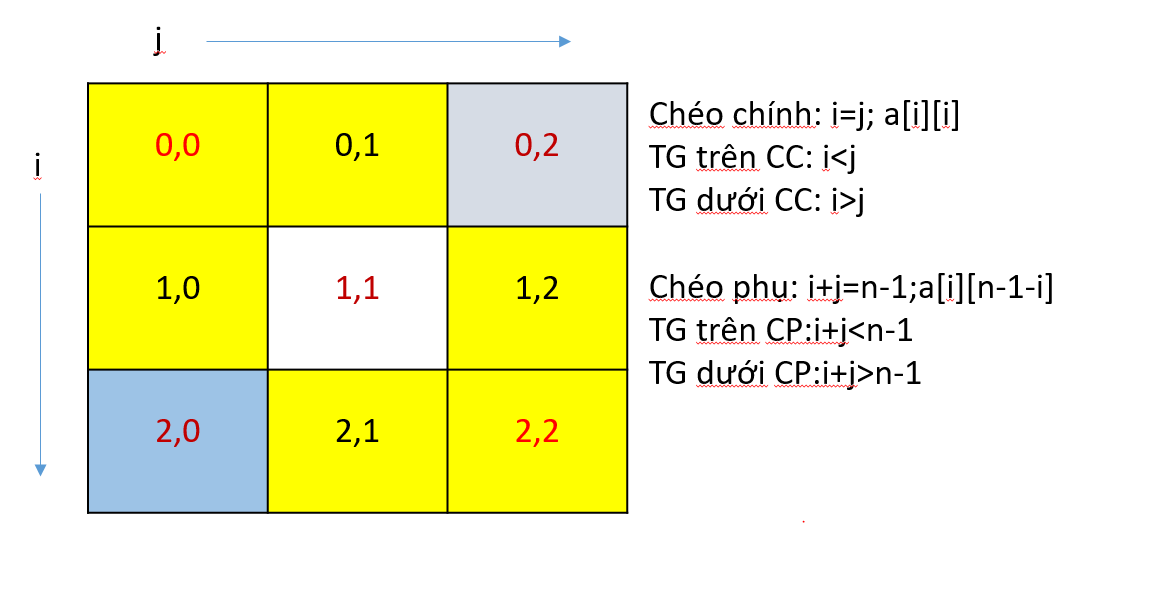 j
i
0,0 0,1 0,2
1,0 1,1 1,2
2,0 2,1 2,2
Chéo chính: i=j; a[i][i]
TG trên CC: i<j
TG dưới CC: i>j
Chéo phụ: i+j=n-1;a[i][n-1-i]
TG trên CP:i+j<n-1
TG dưới CP:i+j>n-1